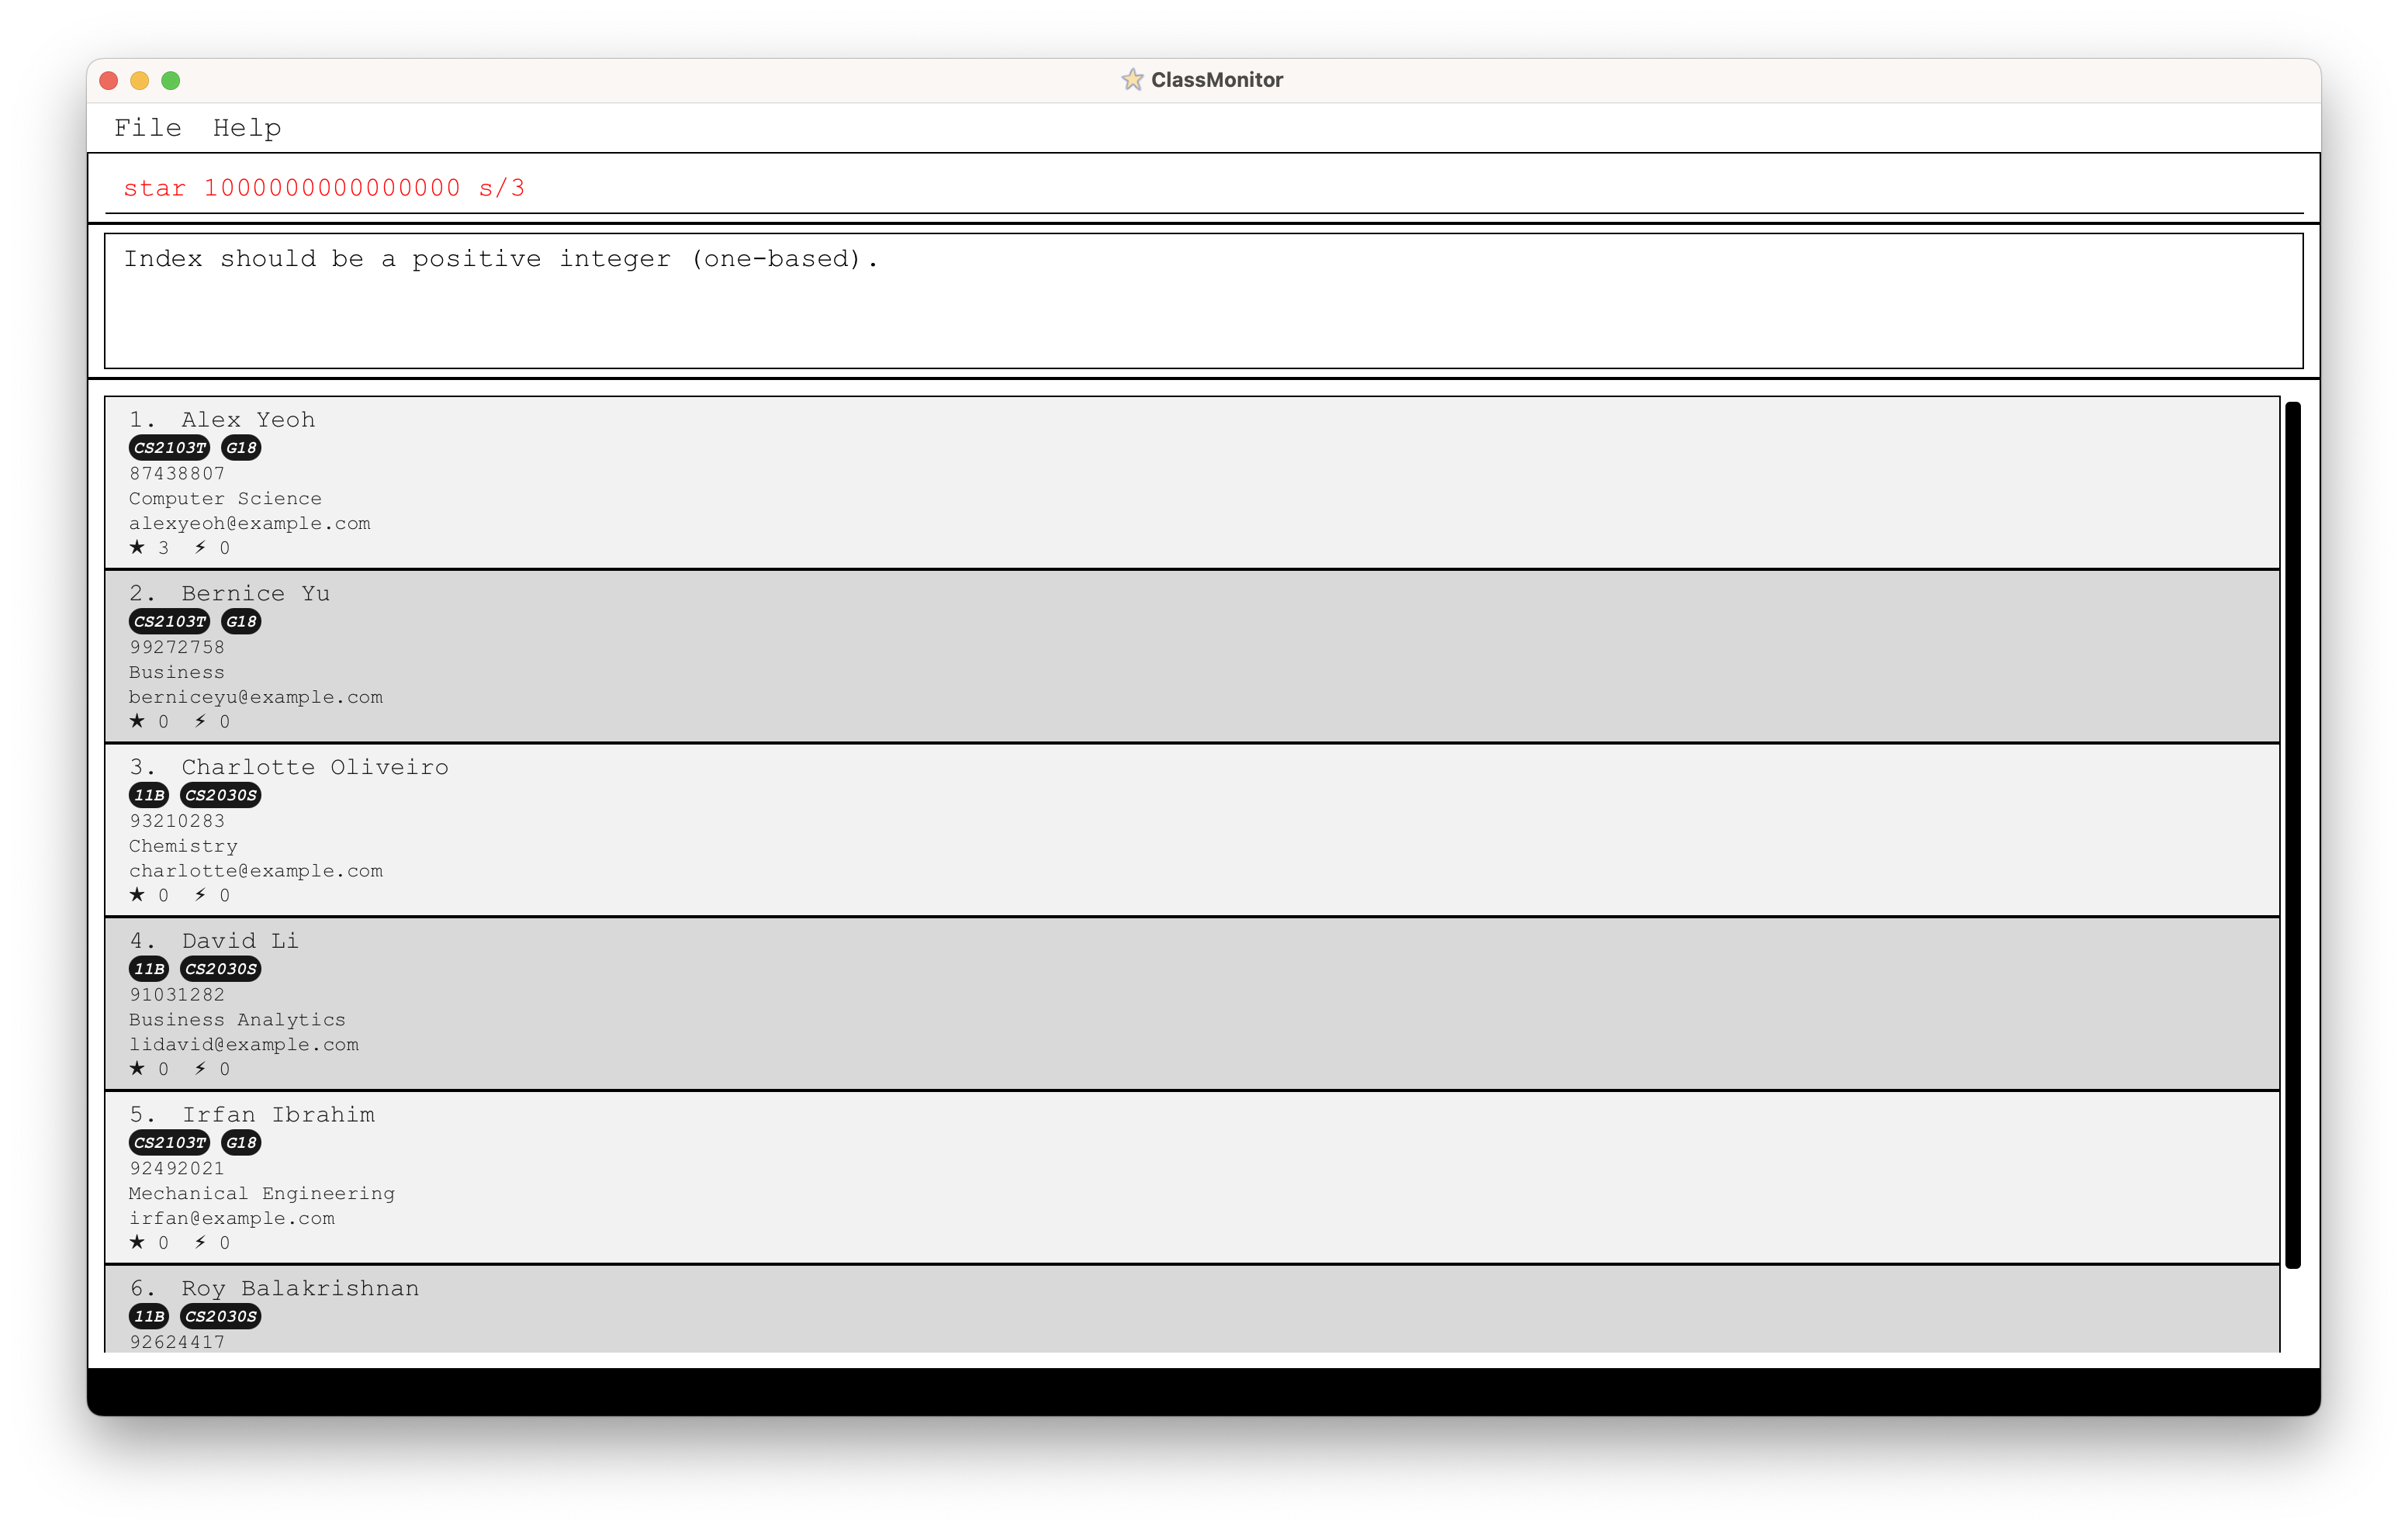 ClassMonitor
File Help
star 1000000000000000 s/3
Index should be a positive integer (one-based).
1. Alex Yeoh
CS2103T G18
87438807
Computer Science
alexyeoh@example.com
★ 3 ⚡ 0
2. Bernice Yu
CS2103T G18
99272758
Business
berniceyu@example.com
★ 0 ⚡ 0
3. Charlotte Oliveiro
11B CS2030S
93210283
Chemistry
charlotte@example.com
★ 0 ⚡ 0
4. David Li
11B CS2030S
91031282
Business Analytics
lidavid@example.com
★ 0 ⚡ 0
5. Irfan Ibrahim
CS2103T G18
92492021
Mechanical Engineering
irfan@example.com
★ 0 ⚡ 0
6. Roy Balakrishnan
11B CS2030S
92624417